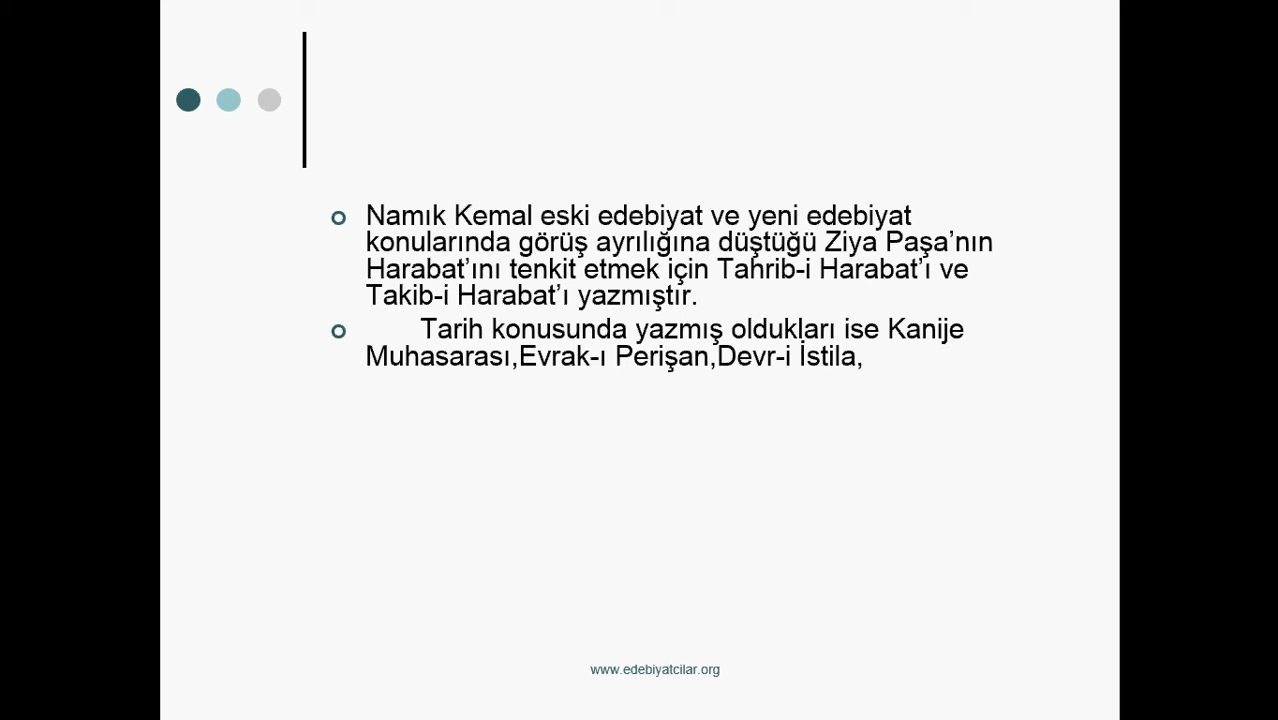 Namık Kemal eski edebiyat ve yeni edebiyat
konularında görüş ayrılığına düştüğü Ziya Paşa’nın
Harabat’ını tenkit etmek için Tahrib-i Harabat’ı ve
Takib-i Harabat’ı yazmıştır.
Tarih konusunda yazmış oldukları ise Kanije
Muhasarası,Evrak-ı Perişan,Devr-i İstila,
www.edebiyatcilar.org